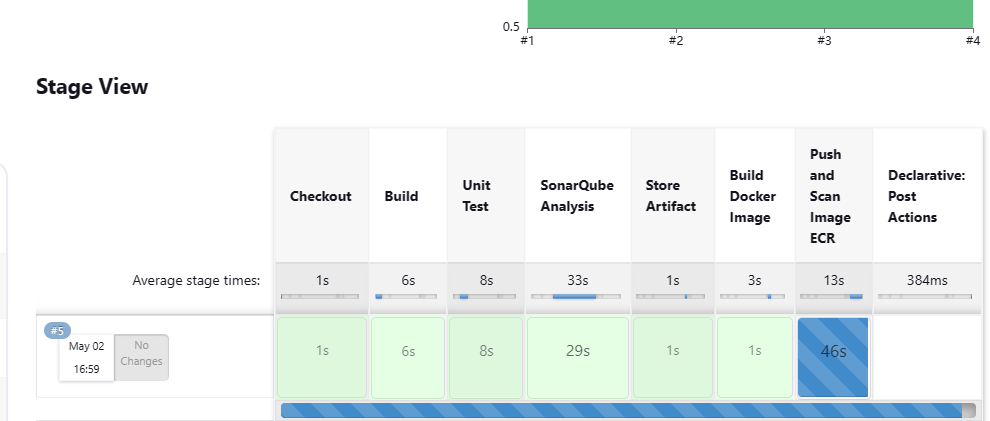 0.5
#1 #2 #3 #4
Stage View
Checkout
Build
Unit
Test
SonarQube
Analysis
Store
Artifact
Build
Docker
Image
Push
and
Scan
Image
ECR
Declarative:
Post
Actions
Average stage times: 1s 6s 8s 33s 1s 3s 13s 384ms
#5
May 02
16:59
No
Changes
1s 6s 8s 29s 1s 1s 46s